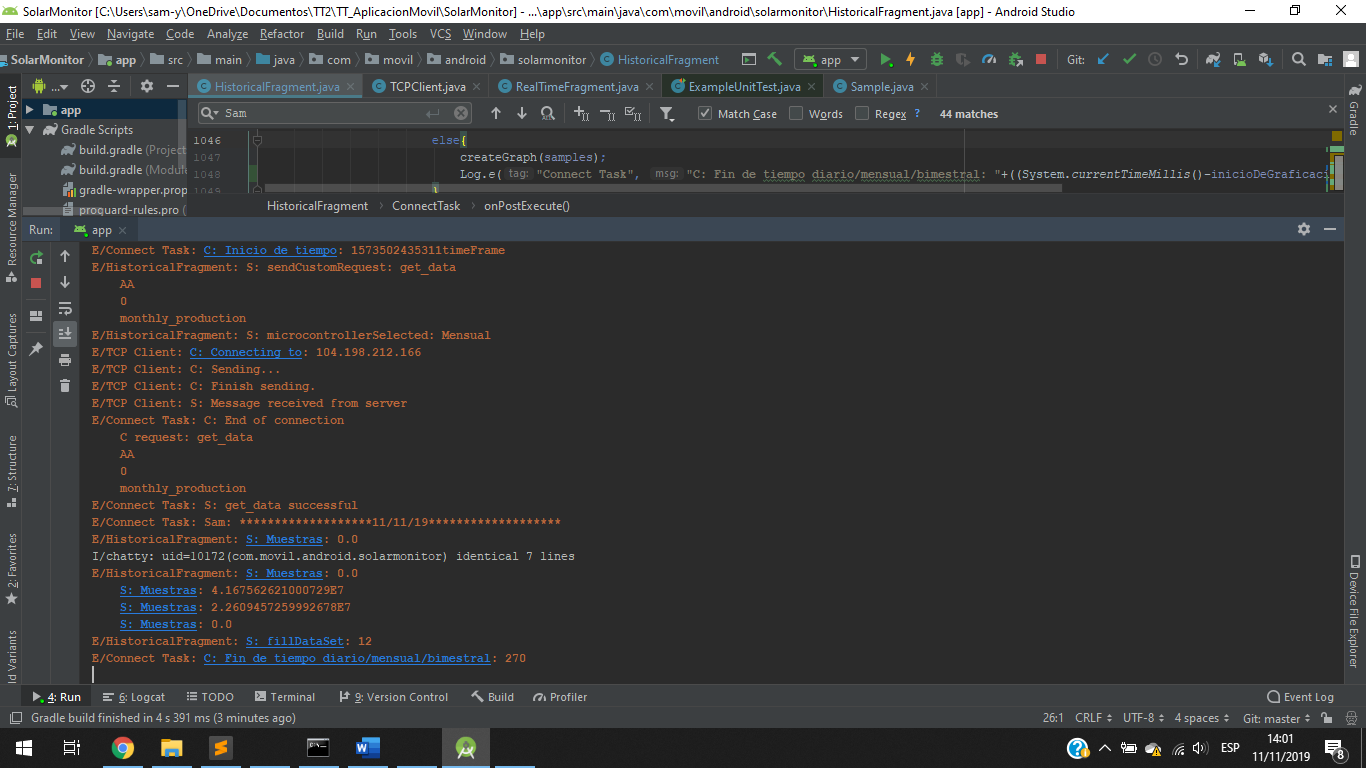 SolarMonitor [C:\Users\sam-y\OneDrive\Documentos\TT2\TT_AplicacionMovil\SolarMonitor] - ...\app\src\main\java\com\movil\android\solarmonitor\HistoricalFragment.java [app] - Android Studio
File Edit View Navigate Code Analyze Refactor Build Run Tools VCS Window Help
SolarMonitor app src main java com movil android solarmonitor HistoricalFragment app Git:
1: Project
... HistoricalFragment.java TCPClient.java RealTimeFragment.java ExampleUnitTest.java Sample.java
Gradle
app
Sam Match Case Words Regex ? 44 matches
Gradle Scripts
build.gradle (Project
build.gradle (Modul
gradle-wrapper.prop
proguard-rules.pro (
1046 else{
1047 createGraph(samples);
1048 Log.e( tag: "Connect Task", msg: "C: Fin de tiempo diario/mensual/bimestral: "+((System.currentTimeMillis()-inicioDeGraficaci
1049 }
HistoricalFragment ConnectTask onPostExecute()
Resource Manager
Run: app
E/Connect Task: C: Inicio de tiempo: 1573502435311timeFrame
E/HistoricalFragment: S: sendCustomRequest: get_data
AA
0
monthly_production
E/HistoricalFragment: S: microcontrollerSelected: Mensual
E/TCP Client: C: Connecting to: 104.198.212.166
E/TCP Client: C: Sending...
E/TCP Client: C: Finish sending.
E/TCP Client: S: Message received from server
E/Connect Task: C: End of connection
C request: get_data
AA
0
monthly_production
E/Connect Task: S: get_data successful
E/Connect Task: Sam: *******************11/11/19*******************
E/HistoricalFragment: S: Muestras: 0.0
I/chatty: uid=10172(com.movil.android.solarmonitor) identical 7 lines
E/HistoricalFragment: S: Muestras: 0.0
S: Muestras: 4.167562621000729E7
S: Muestras: 2.2609457259992678E7
S: Muestras: 0.0
E/HistoricalFragment: S: fillDataSet: 12
E/Connect Task: C: Fin de tiempo diario/mensual/bimestral: 270
Layout Captures
7: Structure
2: Favorites
ld Variants
Device File Explorer
4: Run 6: Logcat TODO Terminal 9: Version Control Build Profiler Event Log
Gradle build finished in 4 s 391 ms (3 minutes ago) 26:1 CRLF UTF-8 4 spaces Git: master
ESP
14:01
11/11/2019
8